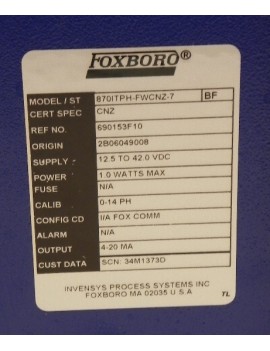 FOXBORO®
MODEL / ST 870ITPH-FWCNZ-7 BF
CERT SPEC CNZ
REF NO. 690153F10
ORIGIN 2B06049008
SUPPLY 12.5 TO 42.0 VDC
POWER 1.0 WATTS MAX
FUSE N/A
CALIB 0-14 PH
CONFIG CD I/A FOX COMM
ALARM N/A
OUTPUT 4-20 MA
CUST DATA SCN: 34M1373D
INVENSYS PROCESS SYSTEMS INC
FOXBORO MA 02035 U.S.A
TL